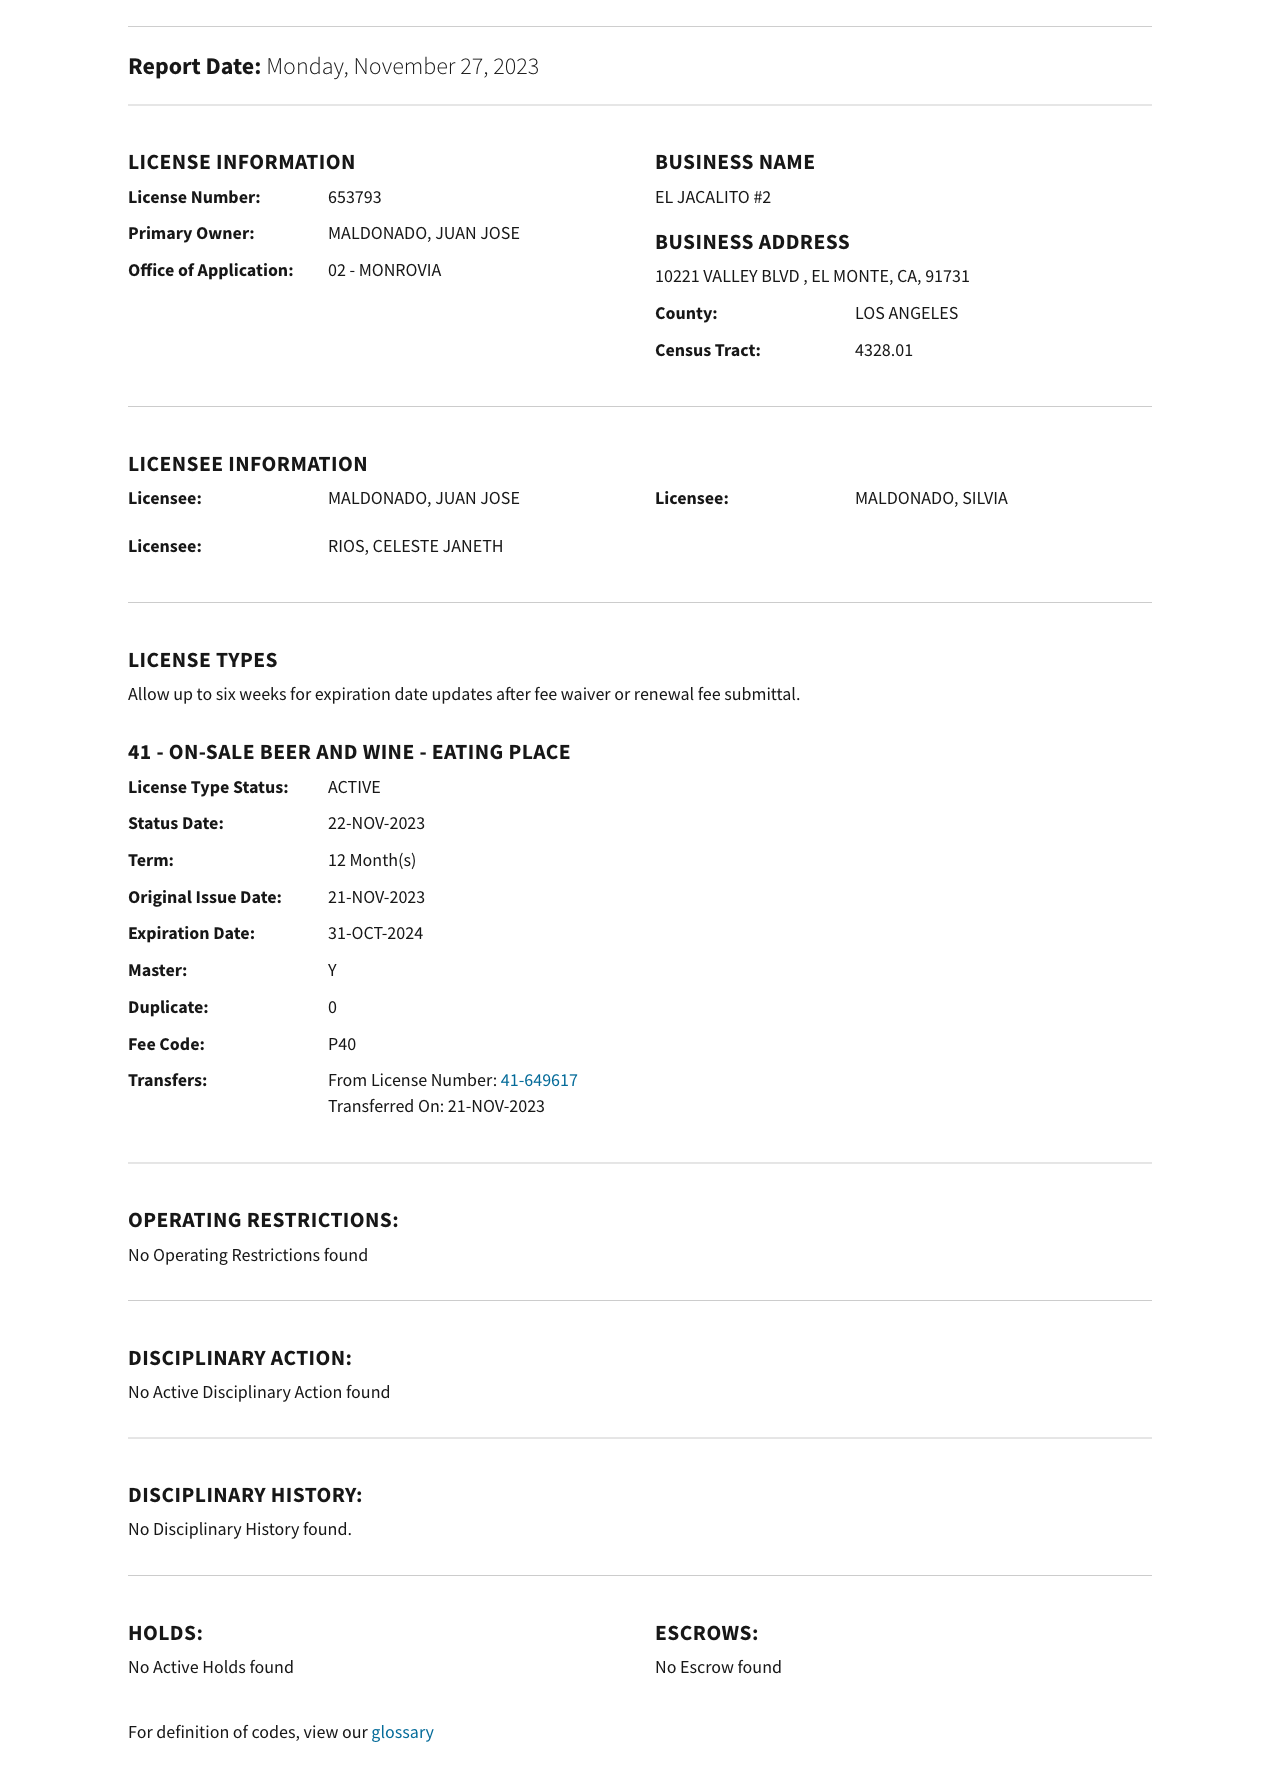 Report Date: Monday, November 27, 2023
LICENSE INFORMATION
License Number: 653793
Primary Owner: MALDONADO, JUAN JOSE
Office of Application: 02 - MONROVIA
BUSINESS NAME
EL JACALITO #2
BUSINESS ADDRESS
10221 VALLEY BLVD , EL MONTE, CA, 91731
County: LOS ANGELES
Census Tract: 4328.01
LICENSEE INFORMATION
Licensee: MALDONADO, JUAN JOSE
Licensee: MALDONADO, SILVIA
Licensee: RIOS, CELESTE JANETH
LICENSE TYPES
Allow up to six weeks for expiration date updates after fee waiver or renewal fee submittal.
41 - ON-SALE BEER AND WINE - EATING PLACE
License Type Status: ACTIVE
Status Date: 22-NOV-2023
Term: 12 Month(s)
Original Issue Date: 21-NOV-2023
Expiration Date: 31-OCT-2024
Master: Y
Duplicate: 0
Fee Code: P40
Transfers: From License Number: 41-649617
Transferred On: 21-NOV-2023
OPERATING RESTRICTIONS:
No Operating Restrictions found
DISCIPLINARY ACTION:
No Active Disciplinary Action found
DISCIPLINARY HISTORY:
No Disciplinary History found.
HOLDS:
No Active Holds found
ESCROWS:
No Escrow found
For definition of codes, view our glossary